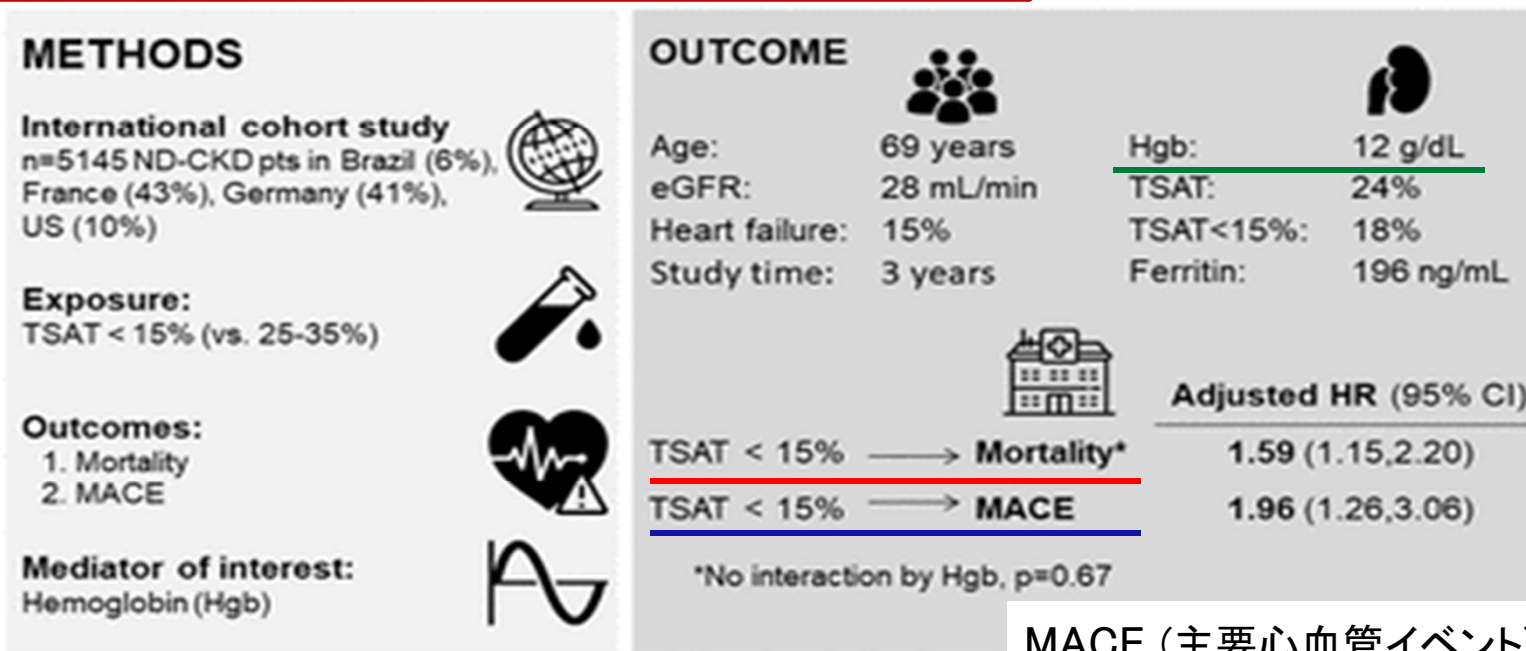 METHODS
International cohort study
n=5145 ND-CKD pts in Brazil (6%),
France (43%), Germany (41%),
US (10%)
Exposure:
TSAT < 15% (vs. 25-35%)
Outcomes:
1. Mortality
2. MACE
Mediator of interest:
Hemoglobin (Hgb)
OUTCOME
Age: 69 years
eGFR: 28 mL/min
Heart failure: 15%
Study time: 3 years
Hgb: 12 g/dL
TSAT: 24%
TSAT<15%: 18%
Ferritin: 196 ng/mL
Adjusted HR (95% CI)
TSAT < 15% → Mortality* 1.59 (1.15,2.20)
TSAT < 15% → MACE 1.96 (1.26,3.06)
*No interaction by Hgb, p=0.67
MACE (主要心血管イベント)